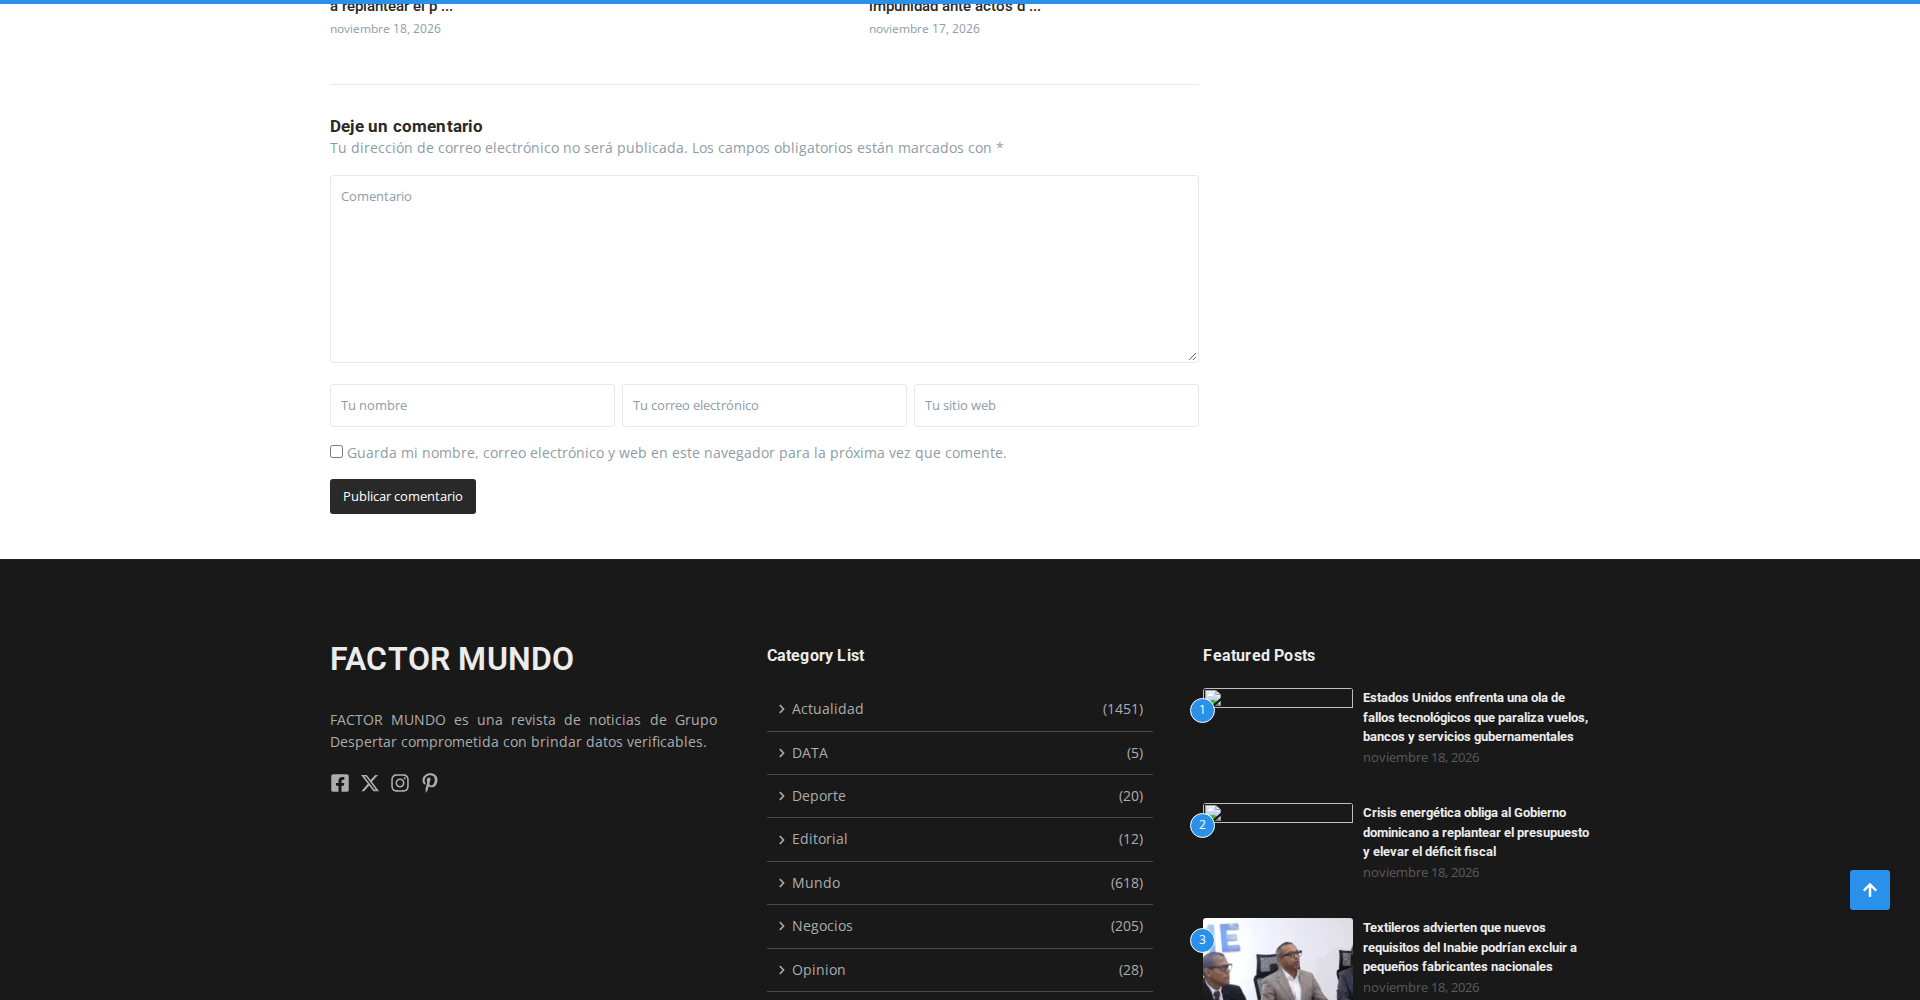 a replantear el p ...
noviembre 18, 2026
impunidad ante actos d ...
noviembre 17, 2026
Deje un comentario
Tu dirección de correo electrónico no será publicada. Los campos obligatorios están marcados con *
Comentario
Tu nombre
Tu correo electrónico
Tu sitio web
Guarda mi nombre, correo electrónico y web en este navegador para la próxima vez que comente.
Publicar comentario
FACTOR MUNDO
FACTOR MUNDO es una revista de noticias de Grupo
Despertar comprometida con brindar datos verificables.
Category List
Actualidad (1451)
DATA (5)
Deporte (20)
Editorial (12)
Mundo (618)
Negocios (205)
Opinion (28)
Featured Posts
1
Estados Unidos enfrenta una ola de
fallos tecnológicos que paraliza vuelos,
bancos y servicios gubernamentales
noviembre 18, 2026
2
Crisis energética obliga al Gobierno
dominicano a replantear el presupuesto
y elevar el déficit fiscal
noviembre 18, 2026
3
Textileros advierten que nuevos
requisitos del Inabie podrían excluir a
pequeños fabricantes nacionales
noviembre 18, 2026